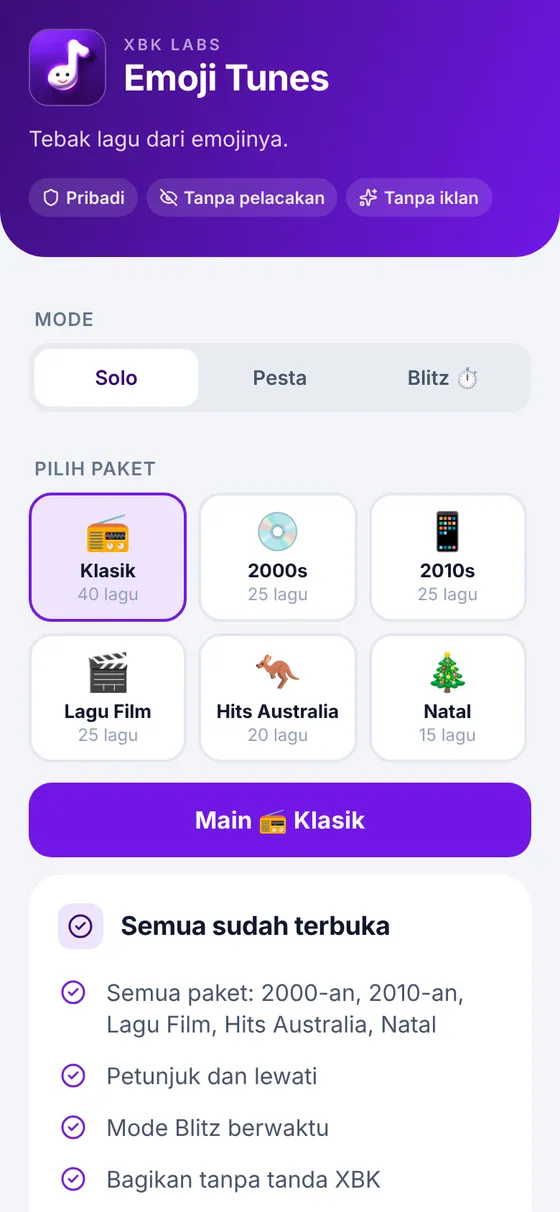 XBK LABS
Emoji Tunes
Tebak lagu dari emojinya.
Pribadi
Tanpa pelacakan
Tanpa iklan
MODE
Solo
Pesta
Blitz ⏱️
PILIH PAKET
Klasik
40 lagu
2000s
25 lagu
2010s
25 lagu
Lagu Film
25 lagu
Hits Australia
20 lagu
Natal
15 lagu
Main 📻 Klasik
Semua sudah terbuka
Semua paket: 2000-an, 2010-an,
Lagu Film, Hits Australia, Natal
Petunjuk dan lewati
Mode Blitz berwaktu
Bagikan tanpa tanda XBK